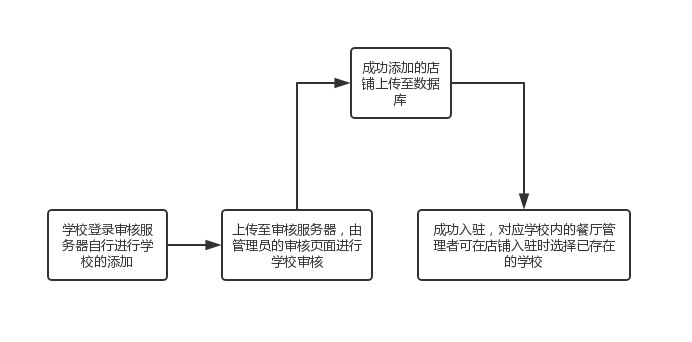 学校登录审核服
务器自行进行学
校的添加
上传至审核服务器，由
管理员的审核页面进行
学校审核
成功添加的店
铺上传至数据
库
成功入驻，对应学校内的餐厅管
理者可在店铺入驻时选择已存在
的学校